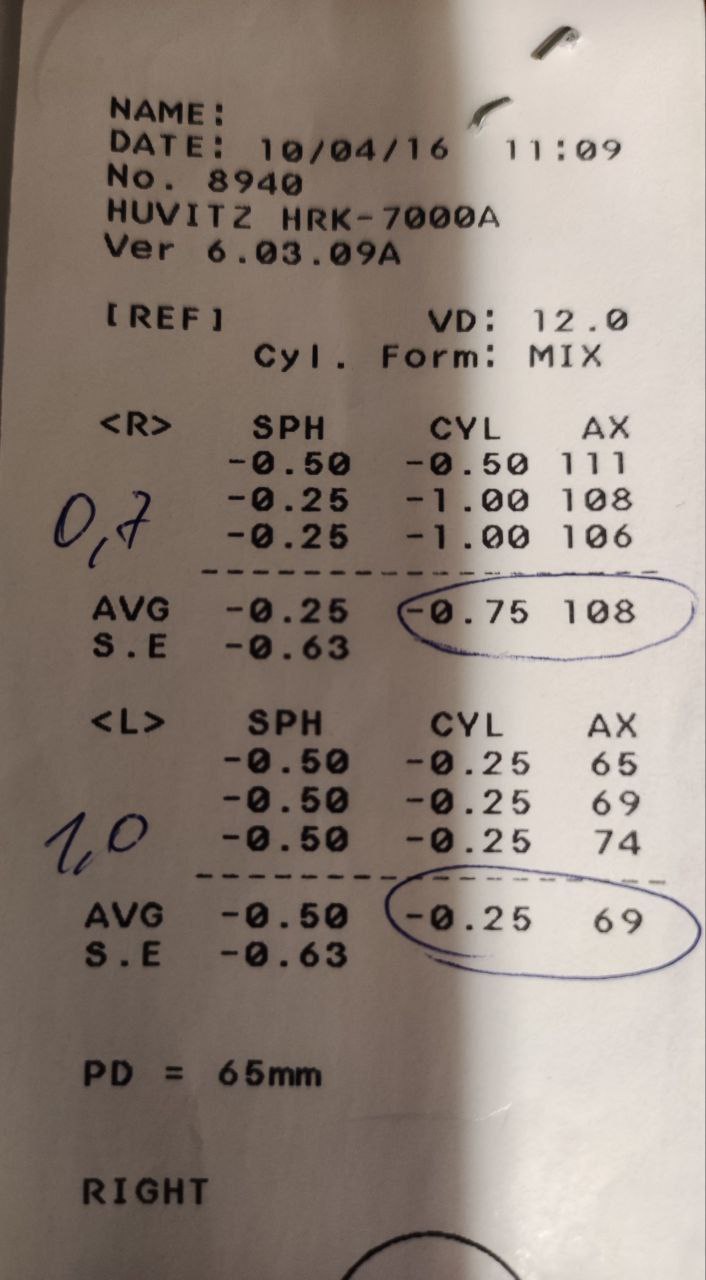 NAME:
DATE: 10/04/16 11:09
No. 8940
HUVITZ HRK-7000A
Ver 6.03.09A
[REF] VD: 12.0
Cyl. Form: MIX
<R> SPH CYL AX
-0.50 -0.50 111
-0.25 -1.00 108
0,7
-0.25 -1.00 106
AVG -0.25 -0.75 108
S.E -0.63
<L> SPH CYL AX
-0.50 -0.25 65
-0.50 -0.25 69
1,0
-0.50 -0.25 74
AVG -0.50 -0.25 69
S.E -0.63
PD = 65mm
RIGHT